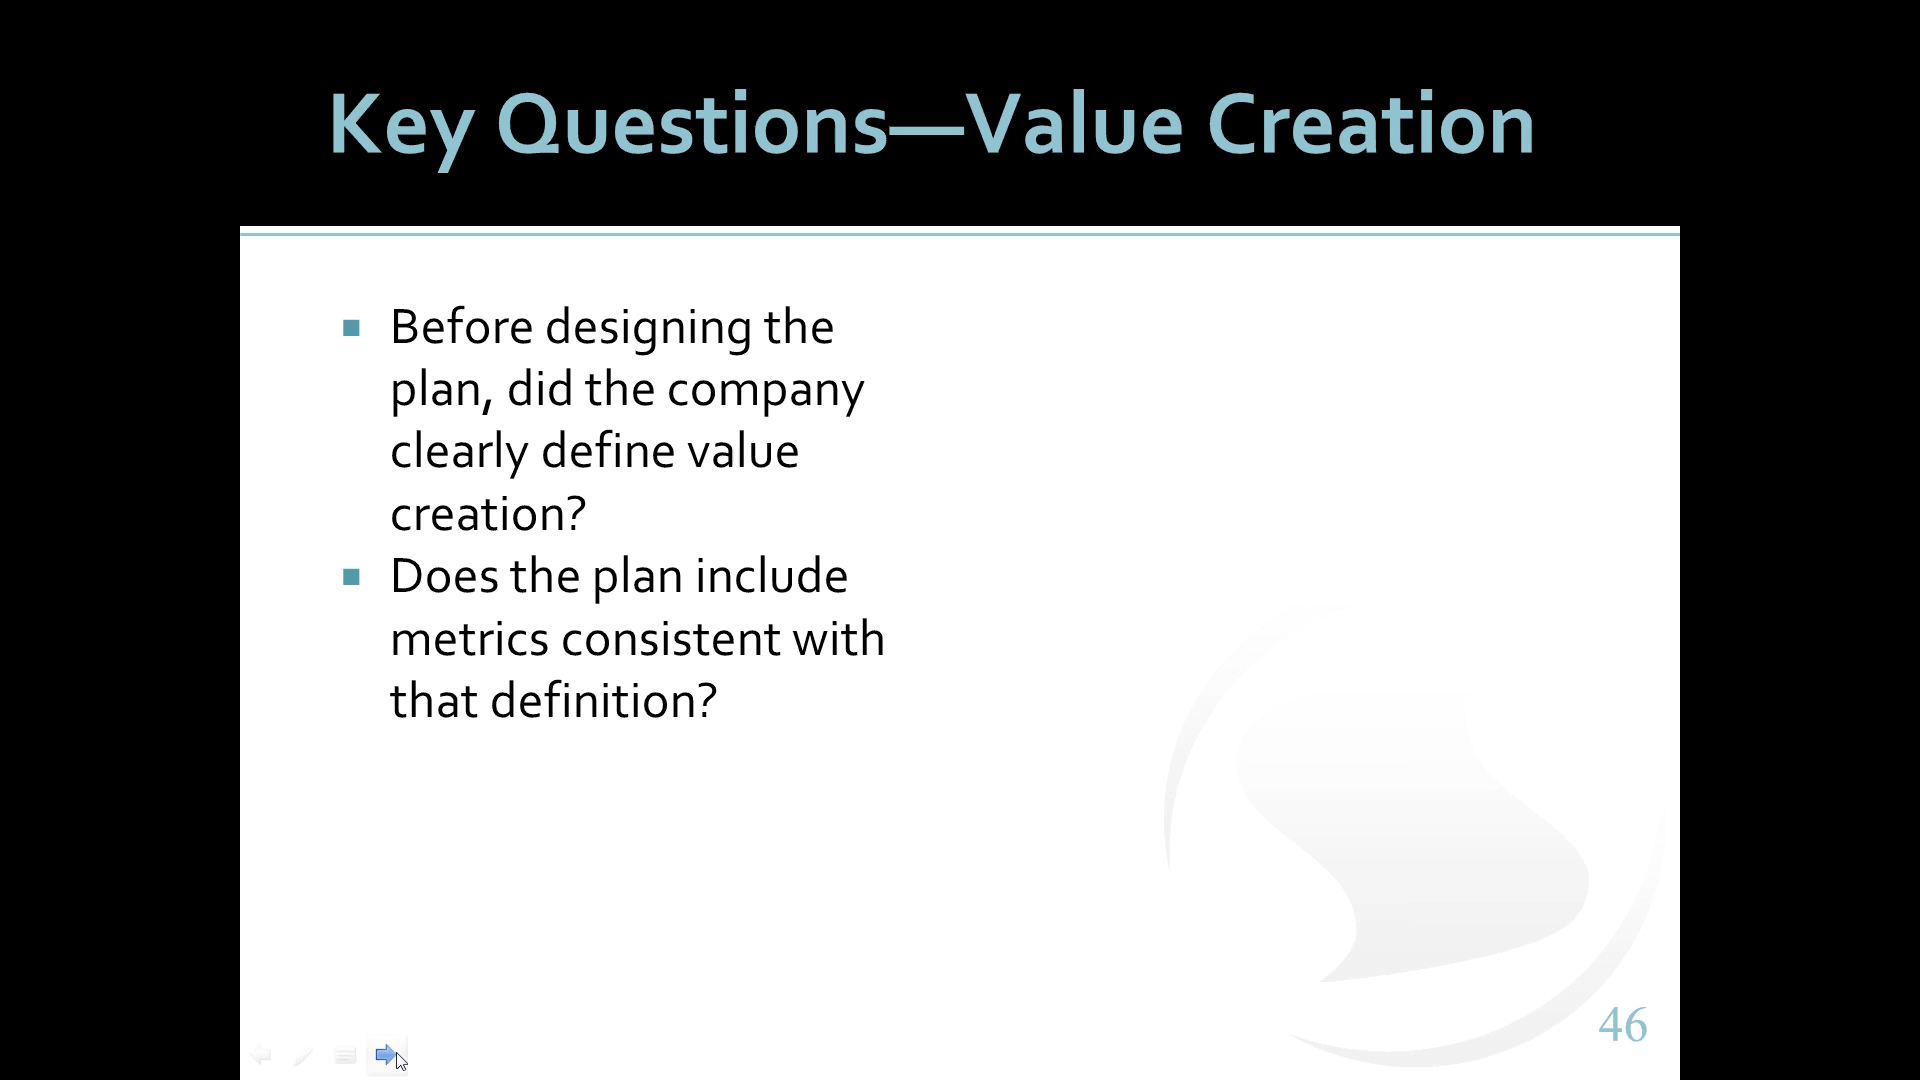 Key Questions—Value Creation
Before designing the
plan, did the company
clearly define value
creation?
Does the plan include
metrics consistent with
that definition?
46